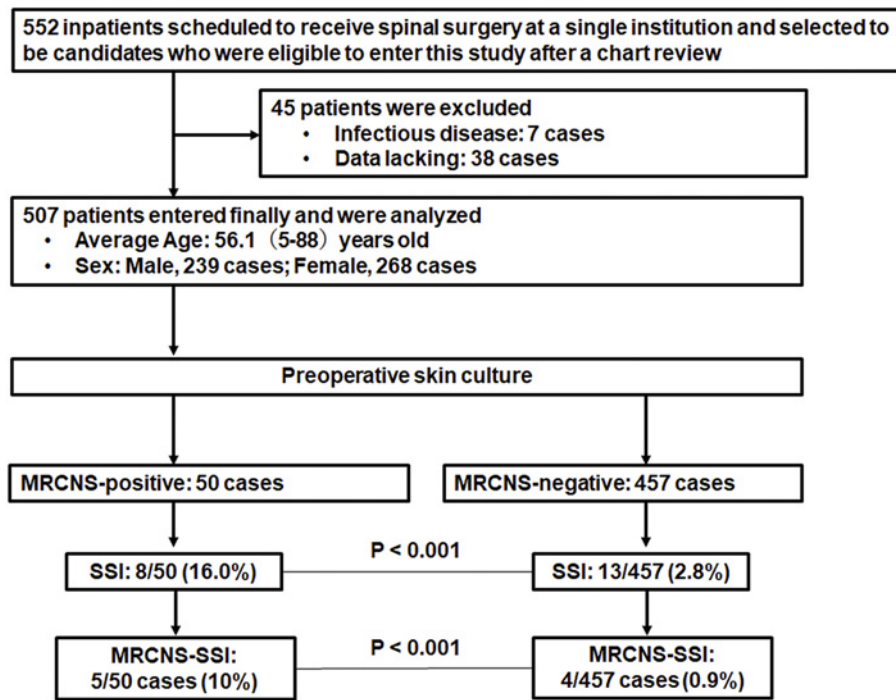 552 inpatients scheduled to receive spinal surgery at a single institution and selected to
be candidates who were eligible to enter this study after a chart review
45 patients were excluded
• Infectious disease: 7 cases
• Data lacking: 38 cases
507 patients entered finally and were analyzed
• Average Age: 56.1（5-88）years old
• Sex: Male, 239 cases; Female, 268 cases
Preoperative skin culture
MRCNS-positive: 50 cases
MRCNS-negative: 457 cases
SSI: 8/50 (16.0%)
P < 0.001
SSI: 13/457 (2.8%)
MRCNS-SSI:
5/50 cases (10%)
P < 0.001
MRCNS-SSI:
4/457 cases (0.9%)